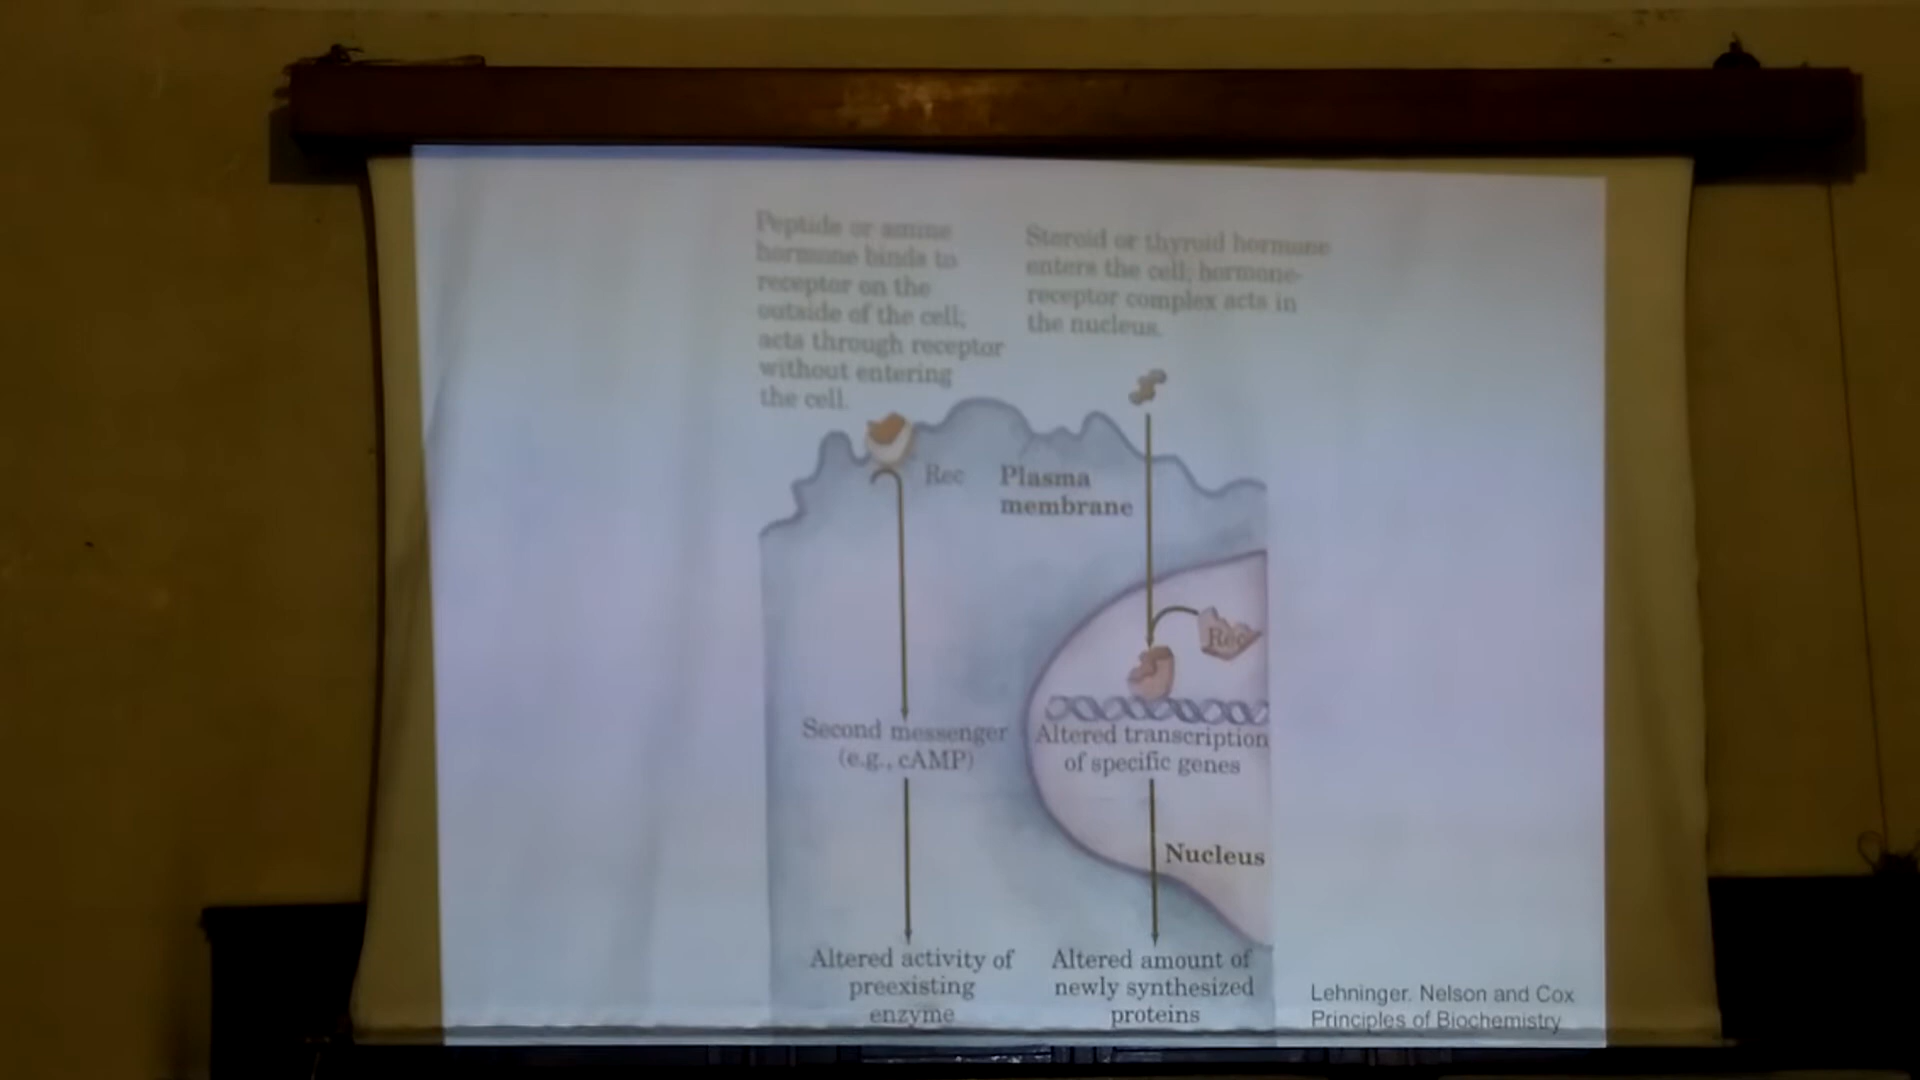 Peptide or amine
hormone binds to
receptor on the
outside of the cell;
acts through receptor
without entering
the cell.
Steroid or thyroid hormone
enters the cell; hormone-
receptor complex acts in
the nucleus.
Rec
Plasma
membrane
Rec
Second messenger
(e.g., cAMP)
Altered transcription
of specific genes
Nucleus
Altered activity of
preexisting
enzyme
Altered amount of
newly synthesized
proteins
Lehninger. Nelson and Cox
Principles of Biochemistry